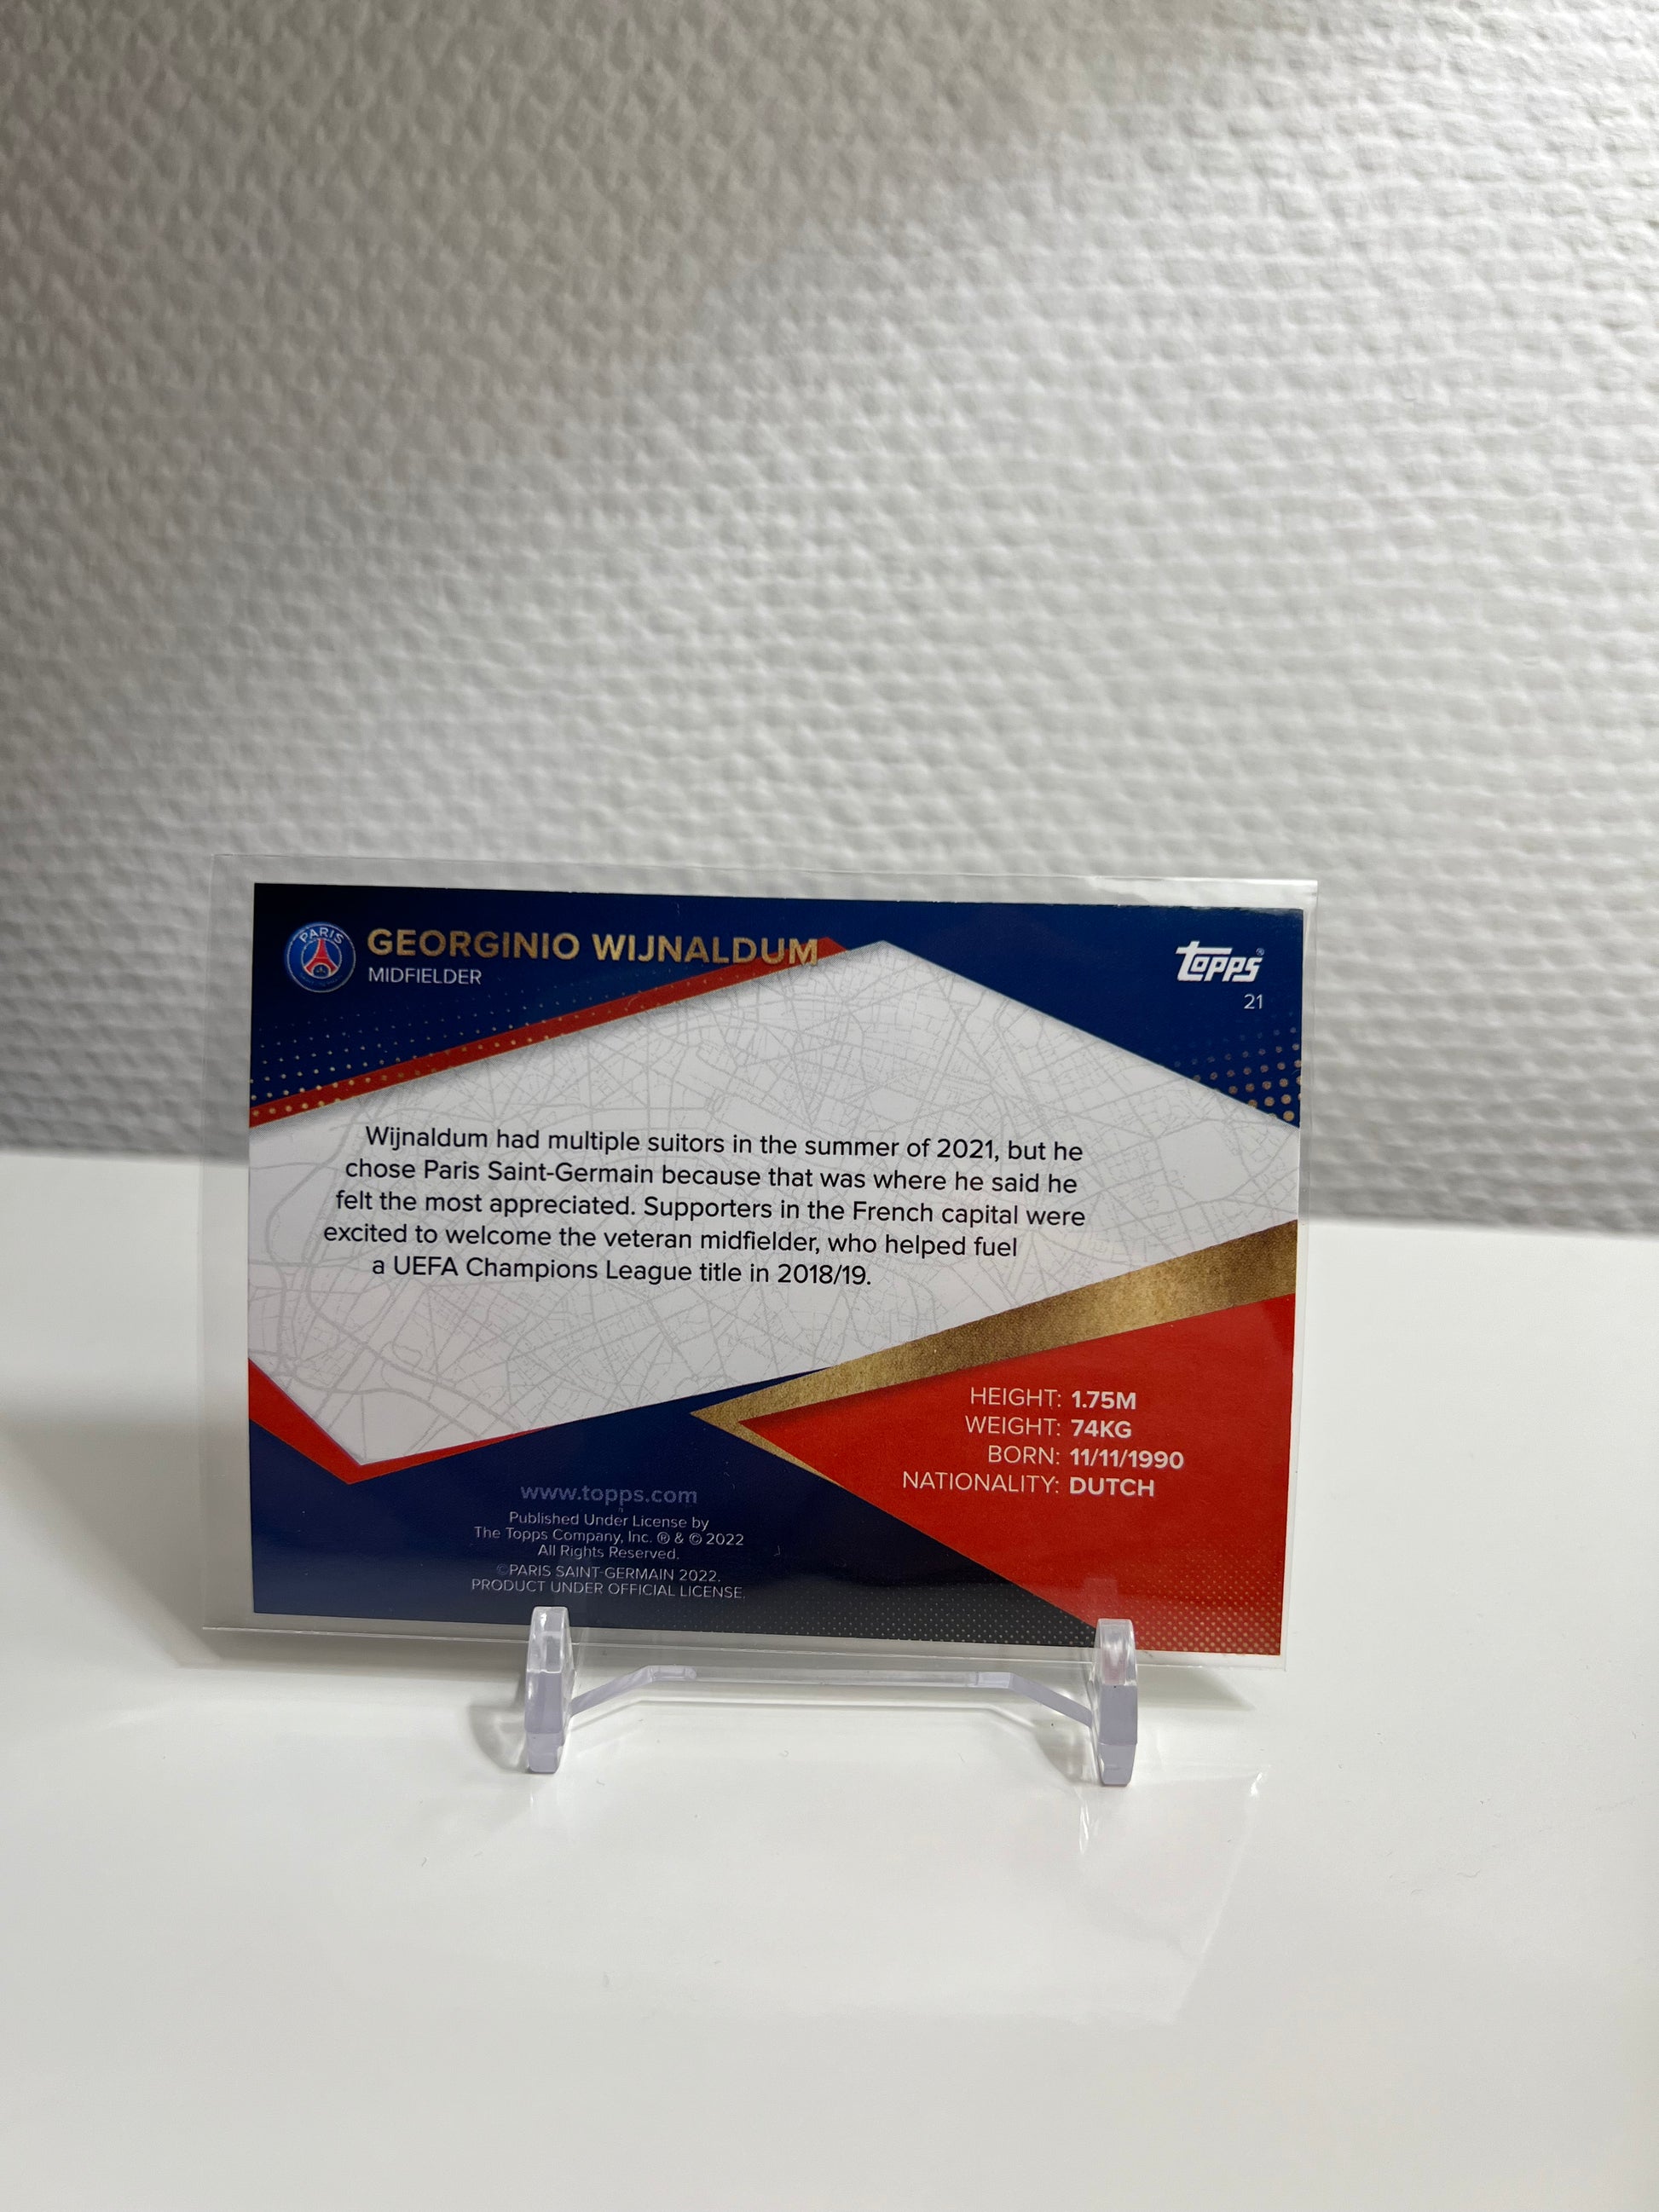 PARIS
GEORGINIO WIJNALDUM
MIDFIELDER
TOPPS®
21
Wijnaldum had multiple suitors in the summer of 2021, but he
chose Paris Saint-Germain because that was where he said he
felt the most appreciated. Supporters in the French capital were
excited to welcome the veteran midfielder, who helped fuel
a UEFA Champions League title in 2018/19.
HEIGHT: 1.75M
WEIGHT: 74KG
BORN: 11/11/1990
NATIONALITY: DUTCH
www.topps.com
Published Under License by
The Topps Company, Inc. ® & © 2022
All Rights Reserved.
©PARIS SAINT-GERMAIN 2022.
PRODUCT UNDER OFFICIAL LICENSE.